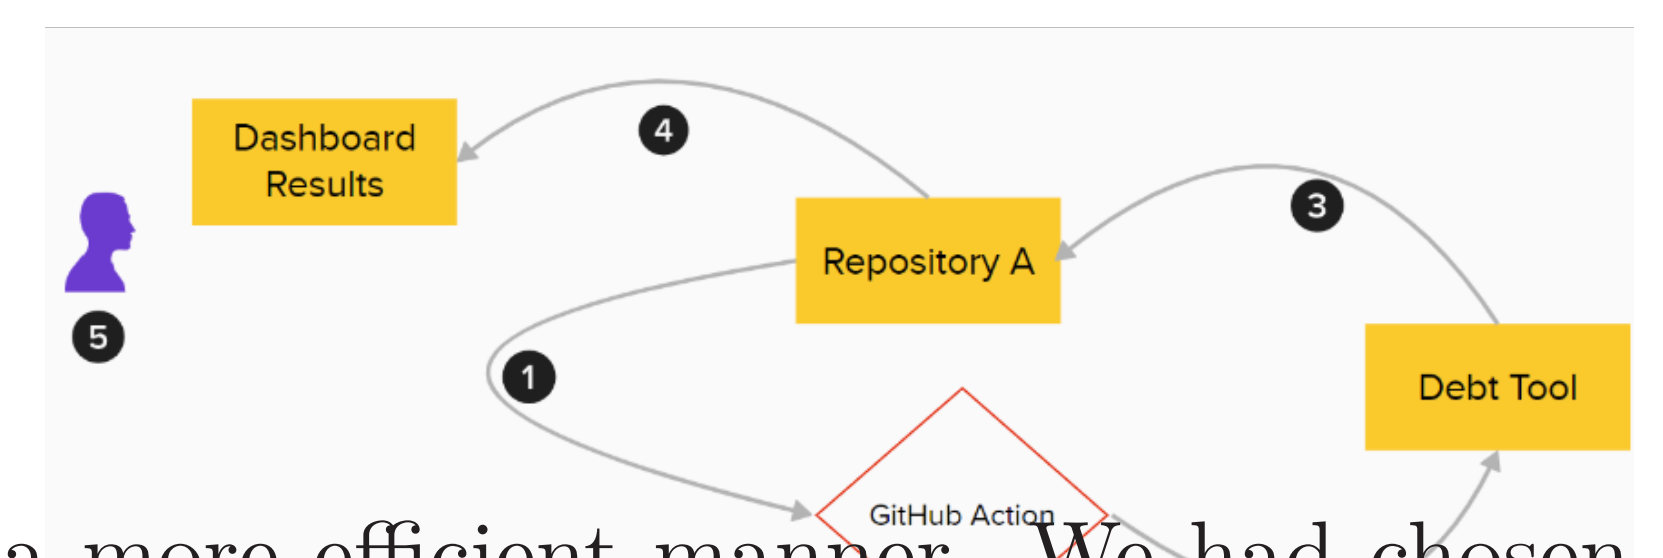 4
Dashboard
Results
3
Repository A
5
1
Debt Tool
GitHub Action
a more efficient manner. We had chosen